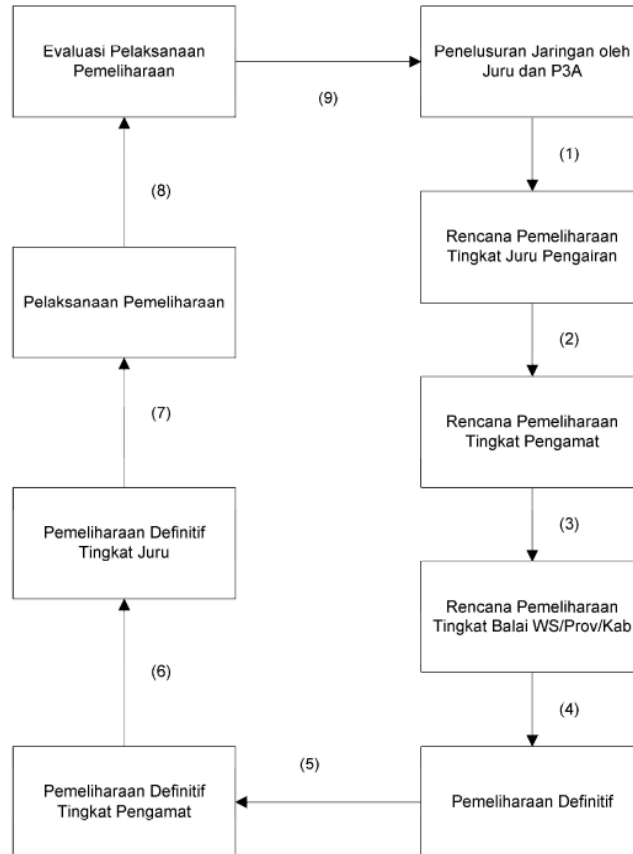 Evaluasi Pelaksanaan
Pemeliharaan
(9)
Penelusuran Jaringan oleh
Juru dan P3A
(1)
Rencana Pemeliharaan
Tingkat Juru Pengairan
(2)
Rencana Pemeliharaan
Tingkat Pengamat
(3)
Rencana Pemeliharaan
Tingkat Balai WS/Prov/Kab
(4)
Pemeliharaan Definitif
(5)
Pemeliharaan Definitif
Tingkat Pengamat
(6)
Pemeliharaan Definitif
Tingkat Juru
(7)
Pelaksanaan Pemeliharaan
(8)